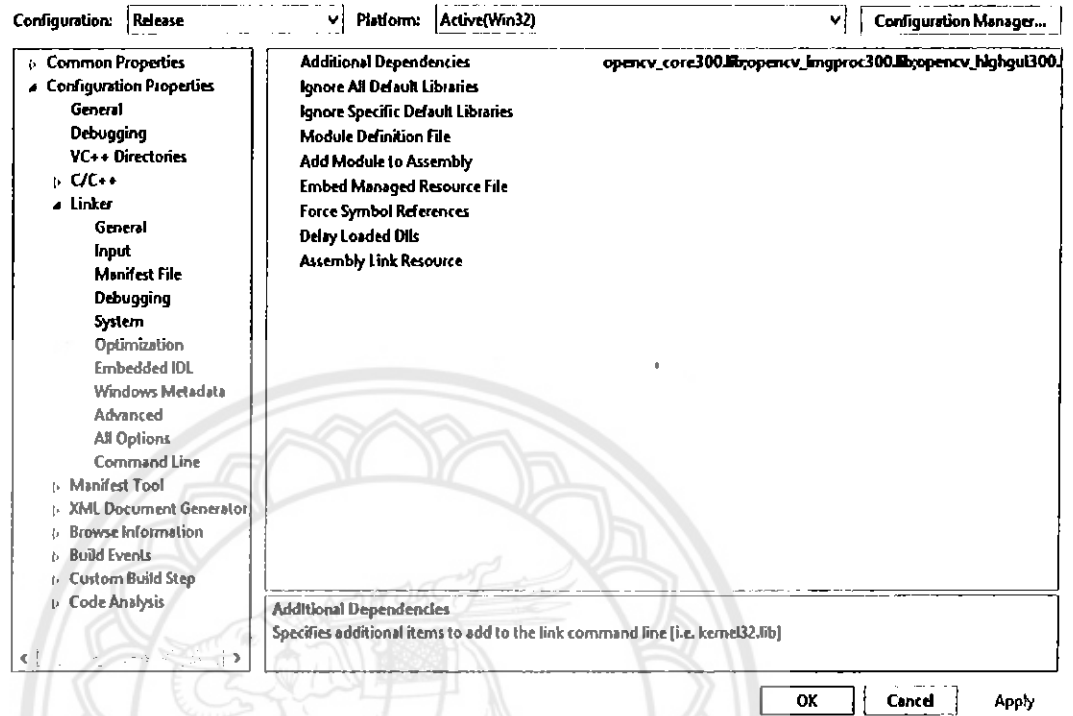 Configuration: Release Platform: Active(Win32) Configuration Manager...
Common Properties
Configuration Properties
General
Debugging
VC++ Directories
C/C++
Linker
General
Input
Manifest File
Debugging
System
Optimization
Embedded IDL
Windows Metadata
Advanced
All Options
Command Line
Manifest Tool
XML Document Generator
Browse Information
Build Events
Custom Build Step
Code Analysis
Additional Dependencies opencv_core300.lib;opencv_imgproc300.lib;opencv_highgui300.l
Ignore All Default Libraries
Ignore Specific Default Libraries
Module Definition File
Add Module to Assembly
Embed Managed Resource File
Force Symbol References
Delay Loaded Dlls
Assembly Link Resource
Additional Dependencies
Specifies additional items to add to the link command line [i.e. kernel32.lib]
OK Cancel Apply